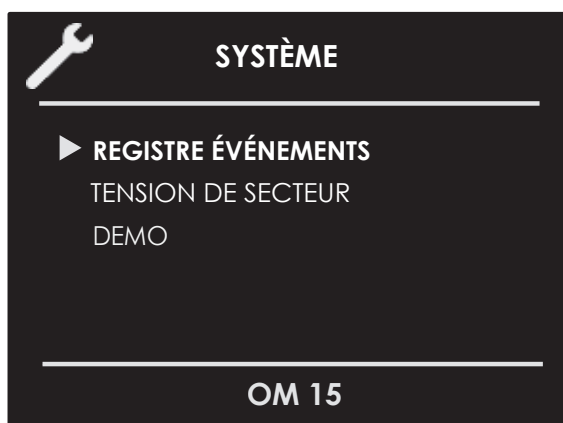 SYSTÈME
REGISTRE ÉVÉNEMENTS
TENSION DE SECTEUR
DEMO
OM 15